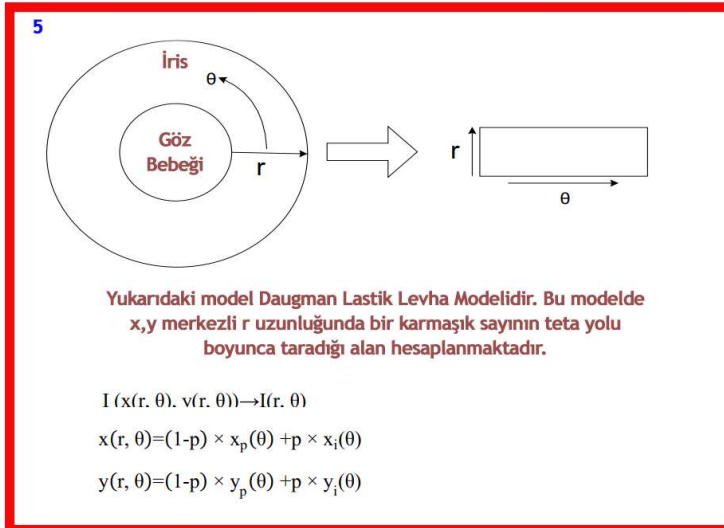 5
İris
θ
Göz
Bebeği
r
r
θ
Yukarıdaki model Daugman Lastik Levha Modelidir. Bu modelde
x,y merkezli r uzunluğunda bir karmaşık sayının teta yolu
boyunca taradığı alan hesaplanmaktadır.
I (x(r, θ), y(r, θ))→I(r, θ)
x(r, θ)=(1-p) × xₚ(θ) +p × xᵢ(θ)
y(r, θ)=(1-p) × yₚ(θ) +p × yᵢ(θ)